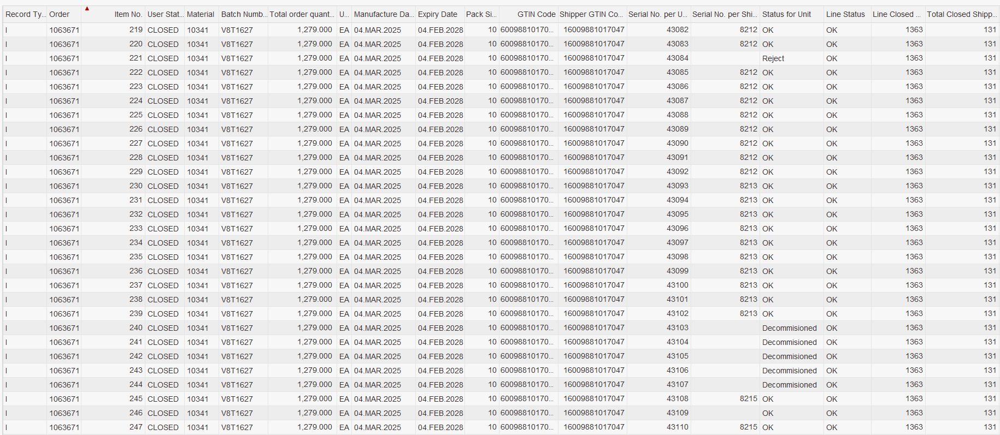 Record Ty... Order Item No. User Stat... Material Batch Numb... Total order quant... U... Manufacture Da... Expiry Date Pack Si... GTIN Code Shipper GTIN Co... Serial No. per U... Serial No. per Shi... Status for Unit Line Status Line Closed ... Total Closed Shipp...
I 1063671 219 CLOSED 10341 V8T1627 1,279.000 EA 04.MAR.2025 04.FEB.2028 10 60098810170... 16009881017047 43082 8212 OK OK 1363 131
I 1063671 220 CLOSED 10341 V8T1627 1,279.000 EA 04.MAR.2025 04.FEB.2028 10 60098810170... 16009881017047 43083 8212 OK OK 1363 131
I 1063671 221 CLOSED 10341 V8T1627 1,279.000 EA 04.MAR.2025 04.FEB.2028 10 60098810170... 16009881017047 43084 Reject OK 1363 131
I 1063671 222 CLOSED 10341 V8T1627 1,279.000 EA 04.MAR.2025 04.FEB.2028 10 60098810170... 16009881017047 43085 8212 OK OK 1363 131
I 1063671 223 CLOSED 10341 V8T1627 1,279.000 EA 04.MAR.2025 04.FEB.2028 10 60098810170... 16009881017047 43086 8212 OK OK 1363 131
I 1063671 224 CLOSED 10341 V8T1627 1,279.000 EA 04.MAR.2025 04.FEB.2028 10 60098810170... 16009881017047 43087 8212 OK OK 1363 131
I 1063671 225 CLOSED 10341 V8T1627 1,279.000 EA 04.MAR.2025 04.FEB.2028 10 60098810170... 16009881017047 43088 8212 OK OK 1363 131
I 1063671 226 CLOSED 10341 V8T1627 1,279.000 EA 04.MAR.2025 04.FEB.2028 10 60098810170... 16009881017047 43089 8212 OK OK 1363 131
I 1063671 227 CLOSED 10341 V8T1627 1,279.000 EA 04.MAR.2025 04.FEB.2028 10 60098810170... 16009881017047 43090 8212 OK OK 1363 131
I 1063671 228 CLOSED 10341 V8T1627 1,279.000 EA 04.MAR.2025 04.FEB.2028 10 60098810170... 16009881017047 43091 8212 OK OK 1363 131
I 1063671 229 CLOSED 10341 V8T1627 1,279.000 EA 04.MAR.2025 04.FEB.2028 10 60098810170... 16009881017047 43092 8212 OK OK 1363 131
I 1063671 230 CLOSED 10341 V8T1627 1,279.000 EA 04.MAR.2025 04.FEB.2028 10 60098810170... 16009881017047 43093 8213 OK OK 1363 131
I 1063671 231 CLOSED 10341 V8T1627 1,279.000 EA 04.MAR.2025 04.FEB.2028 10 60098810170... 16009881017047 43094 8213 OK OK 1363 131
I 1063671 232 CLOSED 10341 V8T1627 1,279.000 EA 04.MAR.2025 04.FEB.2028 10 60098810170... 16009881017047 43095 8213 OK OK 1363 131
I 1063671 233 CLOSED 10341 V8T1627 1,279.000 EA 04.MAR.2025 04.FEB.2028 10 60098810170... 16009881017047 43096 8213 OK OK 1363 131
I 1063671 234 CLOSED 10341 V8T1627 1,279.000 EA 04.MAR.2025 04.FEB.2028 10 60098810170... 16009881017047 43097 8213 OK OK 1363 131
I 1063671 235 CLOSED 10341 V8T1627 1,279.000 EA 04.MAR.2025 04.FEB.2028 10 60098810170... 16009881017047 43098 8213 OK OK 1363 131
I 1063671 236 CLOSED 10341 V8T1627 1,279.000 EA 04.MAR.2025 04.FEB.2028 10 60098810170... 16009881017047 43099 8213 OK OK 1363 131
I 1063671 237 CLOSED 10341 V8T1627 1,279.000 EA 04.MAR.2025 04.FEB.2028 10 60098810170... 16009881017047 43100 8213 OK OK 1363 131
I 1063671 238 CLOSED 10341 V8T1627 1,279.000 EA 04.MAR.2025 04.FEB.2028 10 60098810170... 16009881017047 43101 8213 OK OK 1363 131
I 1063671 239 CLOSED 10341 V8T1627 1,279.000 EA 04.MAR.2025 04.FEB.2028 10 60098810170... 16009881017047 43102 8213 OK OK 1363 131
I 1063671 240 CLOSED 10341 V8T1627 1,279.000 EA 04.MAR.2025 04.FEB.2028 10 60098810170... 16009881017047 43103 Decommisioned OK 1363 131
I 1063671 241 CLOSED 10341 V8T1627 1,279.000 EA 04.MAR.2025 04.FEB.2028 10 60098810170... 16009881017047 43104 Decommisioned OK 1363 131
I 1063671 242 CLOSED 10341 V8T1627 1,279.000 EA 04.MAR.2025 04.FEB.2028 10 60098810170... 16009881017047 43105 Decommisioned OK 1363 131
I 1063671 243 CLOSED 10341 V8T1627 1,279.000 EA 04.MAR.2025 04.FEB.2028 10 60098810170... 16009881017047 43106 Decommisioned OK 1363 131
I 1063671 244 CLOSED 10341 V8T1627 1,279.000 EA 04.MAR.2025 04.FEB.2028 10 60098810170... 16009881017047 43107 Decommisioned OK 1363 131
I 1063671 245 CLOSED 10341 V8T1627 1,279.000 EA 04.MAR.2025 04.FEB.2028 10 60098810170... 16009881017047 43108 8215 OK OK 1363 131
I 1063671 246 CLOSED 10341 V8T1627 1,279.000 EA 04.MAR.2025 04.FEB.2028 10 60098810170... 16009881017047 43109 OK OK 1363 131
I 1063671 247 CLOSED 10341 V8T1627 1,279.000 EA 04.MAR.2025 04.FEB.2028 10 60098810170... 16009881017047 43110 8215 OK OK 1363 131